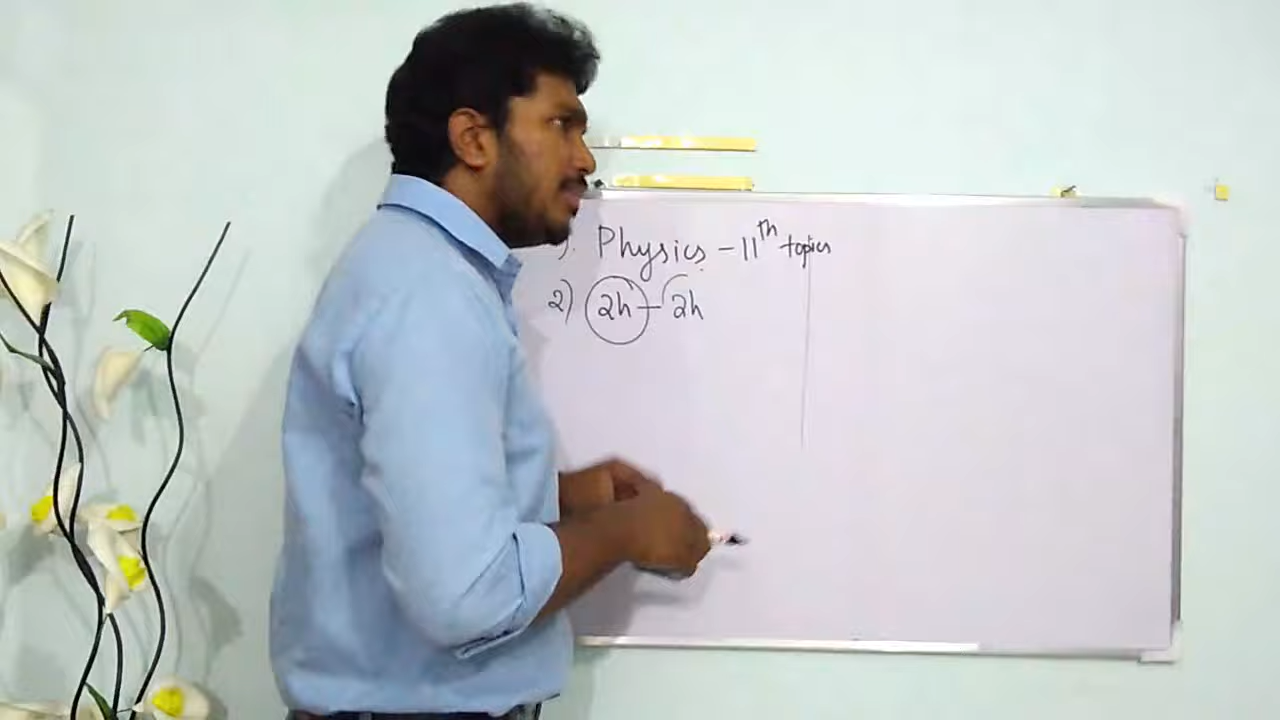 ). Physics - 11th topics
2) 2h - 2h